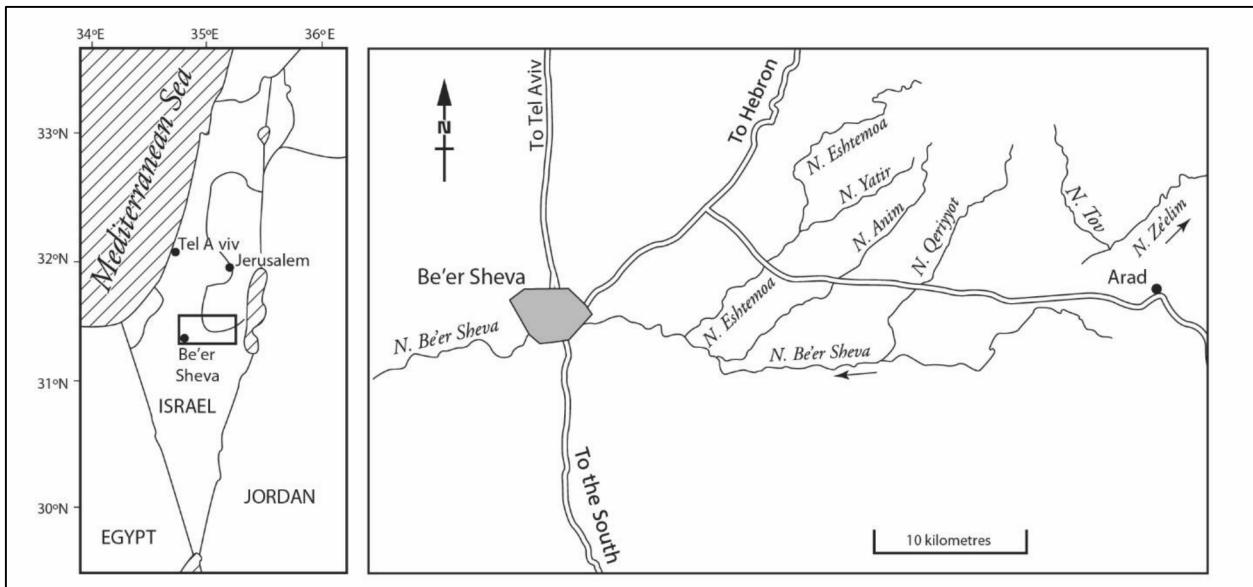 34ºE
35ºE
36ºE
33ºN
32ºN
31ºN
30ºN
Mediterranean Sea
Tel A viv
Jerusalem
Be'er
Sheva
ISRAEL
JORDAN
EGYPT
N
To Tel Aviv
To Hebron
N. Eshtemoa
N. Yatir
N. Anim
N. Qeriyyot
N. Tov
N. Ze'elim
Arad
Be'er Sheva
N. Eshtemoa
N. Be'er Sheva
N. Be'er Sheva
To the South
10 kilometres